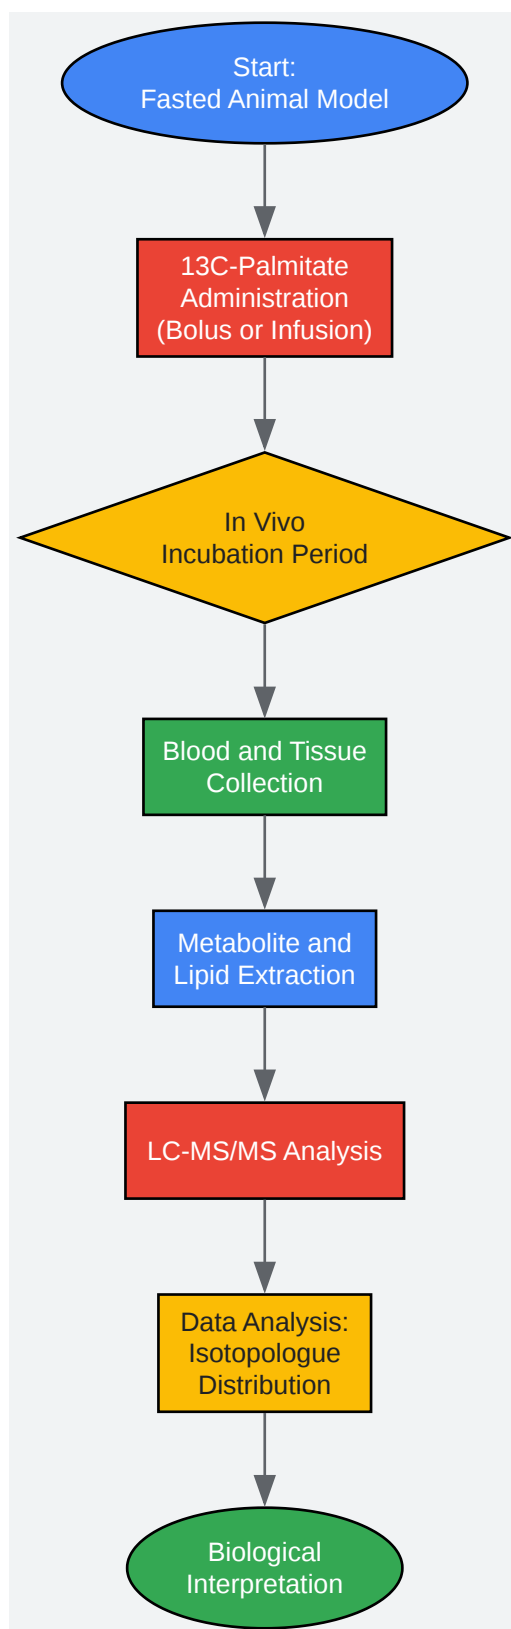 Start:
Fasted Animal Model
13C-Palmitate
Administration
(Bolus or Infusion)
In Vivo
Incubation Period
Blood and Tissue
Collection
Metabolite and
Lipid Extraction
LC-MS/MS Analysis
Data Analysis:
Isotopologue
Distribution
Biological
Interpretation